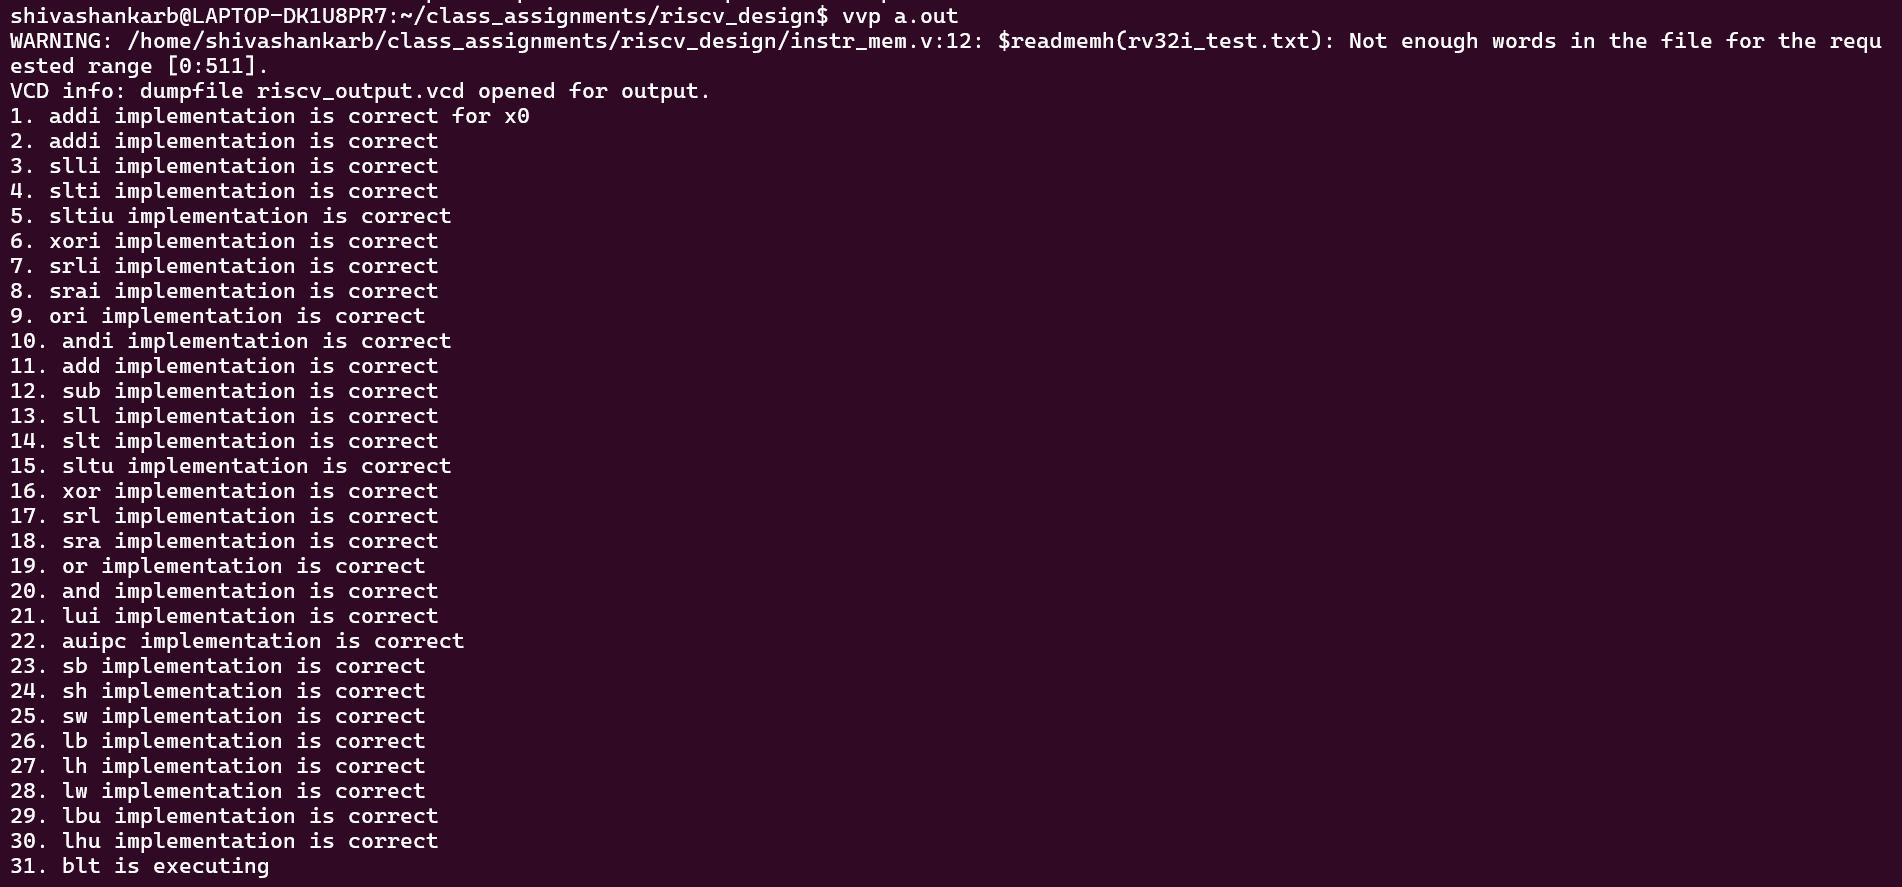 shivashankarb@LAPTOP-DK1U8PR7:~/class_assignments/riscv_design$ vvp a.out
WARNING: /home/shivashankarb/class_assignments/riscv_design/instr_mem.v:12: $readmemh(rv32i_test.txt): Not enough words in the file for the requ
ested range [0:511].
VCD info: dumpfile riscv_output.vcd opened for output.
1. addi implementation is correct for x0
2. addi implementation is correct
3. slli implementation is correct
4. slti implementation is correct
5. sltiu implementation is correct
6. xori implementation is correct
7. srli implementation is correct
8. srai implementation is correct
9. ori implementation is correct
10. andi implementation is correct
11. add implementation is correct
12. sub implementation is correct
13. sll implementation is correct
14. slt implementation is correct
15. sltu implementation is correct
16. xor implementation is correct
17. srl implementation is correct
18. sra implementation is correct
19. or implementation is correct
20. and implementation is correct
21. lui implementation is correct
22. auipc implementation is correct
23. sb implementation is correct
24. sh implementation is correct
25. sw implementation is correct
26. lb implementation is correct
27. lh implementation is correct
28. lw implementation is correct
29. lbu implementation is correct
30. lhu implementation is correct
31. blt is executing